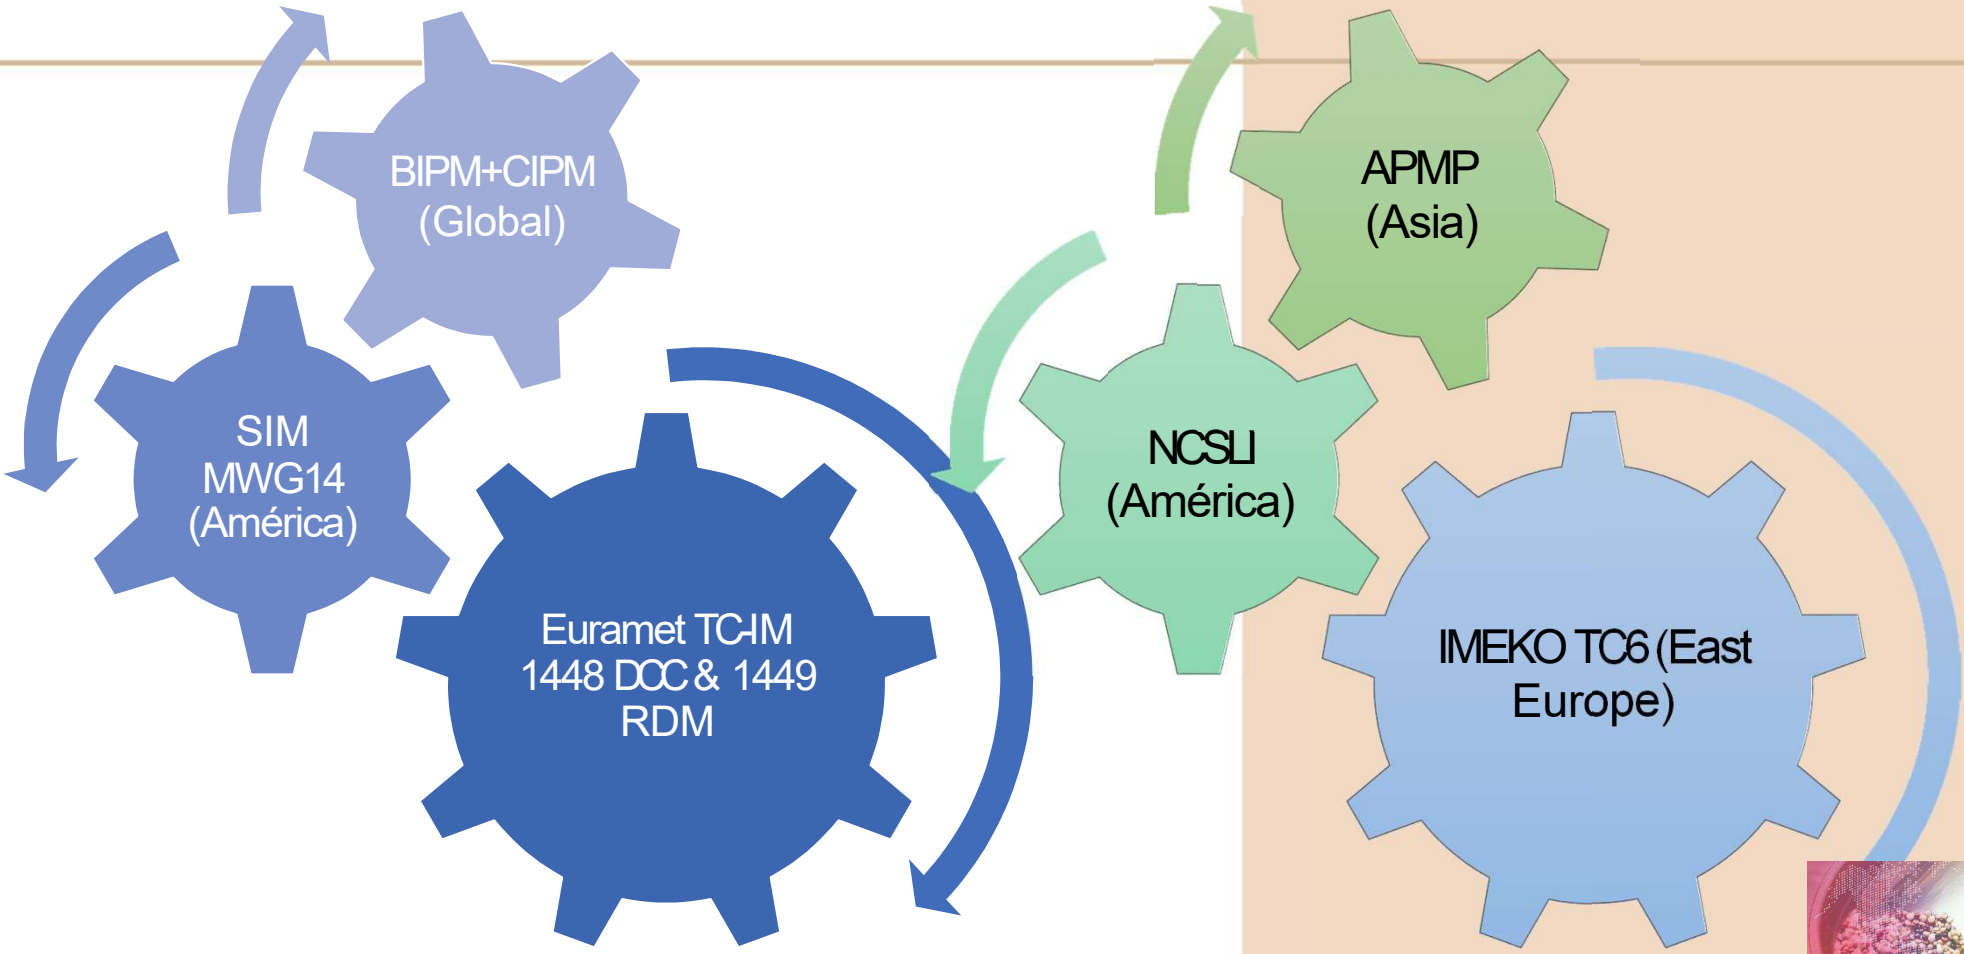 BIPM+CIPM
(Global)
SIM
MWG14
(América)
Euramet TC-IM
1448 DCC & 1449
RDM
APMP
(Asia)
NCSLI
(América)
IMEKO TC6 (East
Europe)